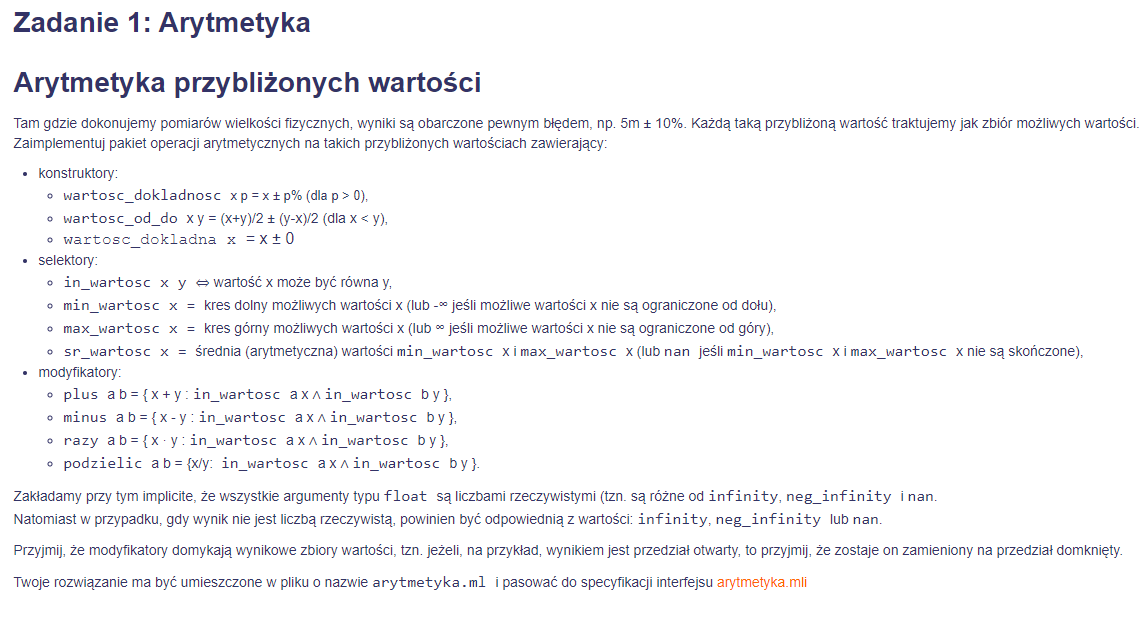 Zadanie 1: Arytmetyka
Arytmetyka przybliżonych wartości
Tam gdzie dokonujemy pomiarów wielkości fizycznych, wyniki są obarczone pewnym błędem, np. 5m ± 10%. Każdą taką przybliżoną wartość traktujemy jak zbiór możliwych wartości.
Zaimplementuj pakiet operacji arytmetycznych na takich przybliżonych wartościach zawierający:
• konstruktory:
◦ wartosc_dokladnosc x p = x ± p% (dla p > 0),
◦ wartosc_od_do x y = (x+y)/2 ± (y-x)/2 (dla x < y),
◦ wartosc_dokladna x = x ± 0
• selektory:
◦ in_wartosc x y ⇔ wartość x może być równa y,
◦ min_wartosc x = kres dolny możliwych wartości x (lub -∞ jeśli możliwe wartości x nie są ograniczone od dołu),
◦ max_wartosc x = kres górny możliwych wartości x (lub ∞ jeśli możliwe wartości x nie są ograniczone od góry),
◦ sr_wartosc x = średnia (arytmetyczna) wartości min_wartosc x i max_wartosc x (lub nan jeśli min_wartosc x i max_wartosc x nie są skończone),
• modyfikatory:
◦ plus a b = { x + y : in_wartosc a x ∧ in_wartosc b y },
◦ minus a b = { x - y : in_wartosc a x ∧ in_wartosc b y },
◦ razy a b = { x · y : in_wartosc a x ∧ in_wartosc b y },
◦ podzielic a b = {x/y: in_wartosc a x ∧ in_wartosc b y }.
Zakładamy przy tym implicite, że wszystkie argumenty typu float są liczbami rzeczywistymi (tzn. są różne od infinity, neg_infinity i nan.
Natomiast w przypadku, gdy wynik nie jest liczbą rzeczywistą, powinien być odpowiednią z wartości: infinity, neg_infinity lub nan.
Przyjmij, że modyfikatory domykają wynikowe zbiory wartości, tzn. jeżeli, na przykład, wynikiem jest przedział otwarty, to przyjmij, że zostaje on zamieniony na przedział domknięty.
Twoje rozwiązanie ma być umieszczone w pliku o nazwie arytmetyka.ml i pasować do specyfikacji interfejsu arytmetyka.mli